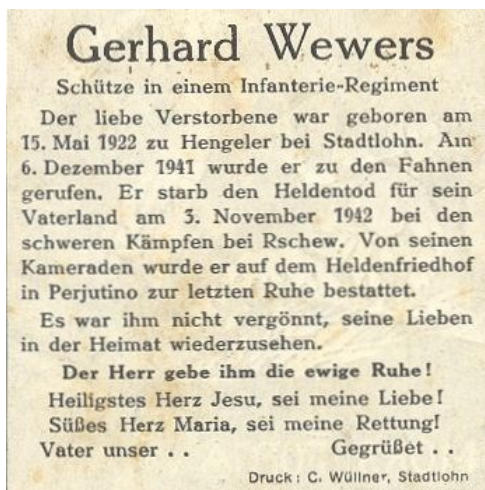 Gerhard Wewers
Schütze in einem Infanterie-Regiment
Der liebe Verstorbene war geboren am
15. Mai 1922 zu Hengeler bei Stadtlohn. Am
6. Dezember 1941 wurde er zu den Fahnen
gerufen. Er starb den Heldentod für sein
Vaterland am 3. November 1942 bei den
schweren Kämpfen bei Rschew. Von seinen
Kameraden wurde er auf dem Heldenfriedhof
in Perjutino zur letzten Ruhe bestattet.
Es war ihm nicht vergönnt, seine Lieben
in der Heimat wiederzusehen.
Der Herr gebe ihm die ewige Ruhe!
Heiligstes Herz Jesu, sei meine Liebe!
Süßes Herz Maria, sei meine Rettung!
Vater unser . . Gegrüßet . .
Druck: C. Wüllner, Stadtlohn